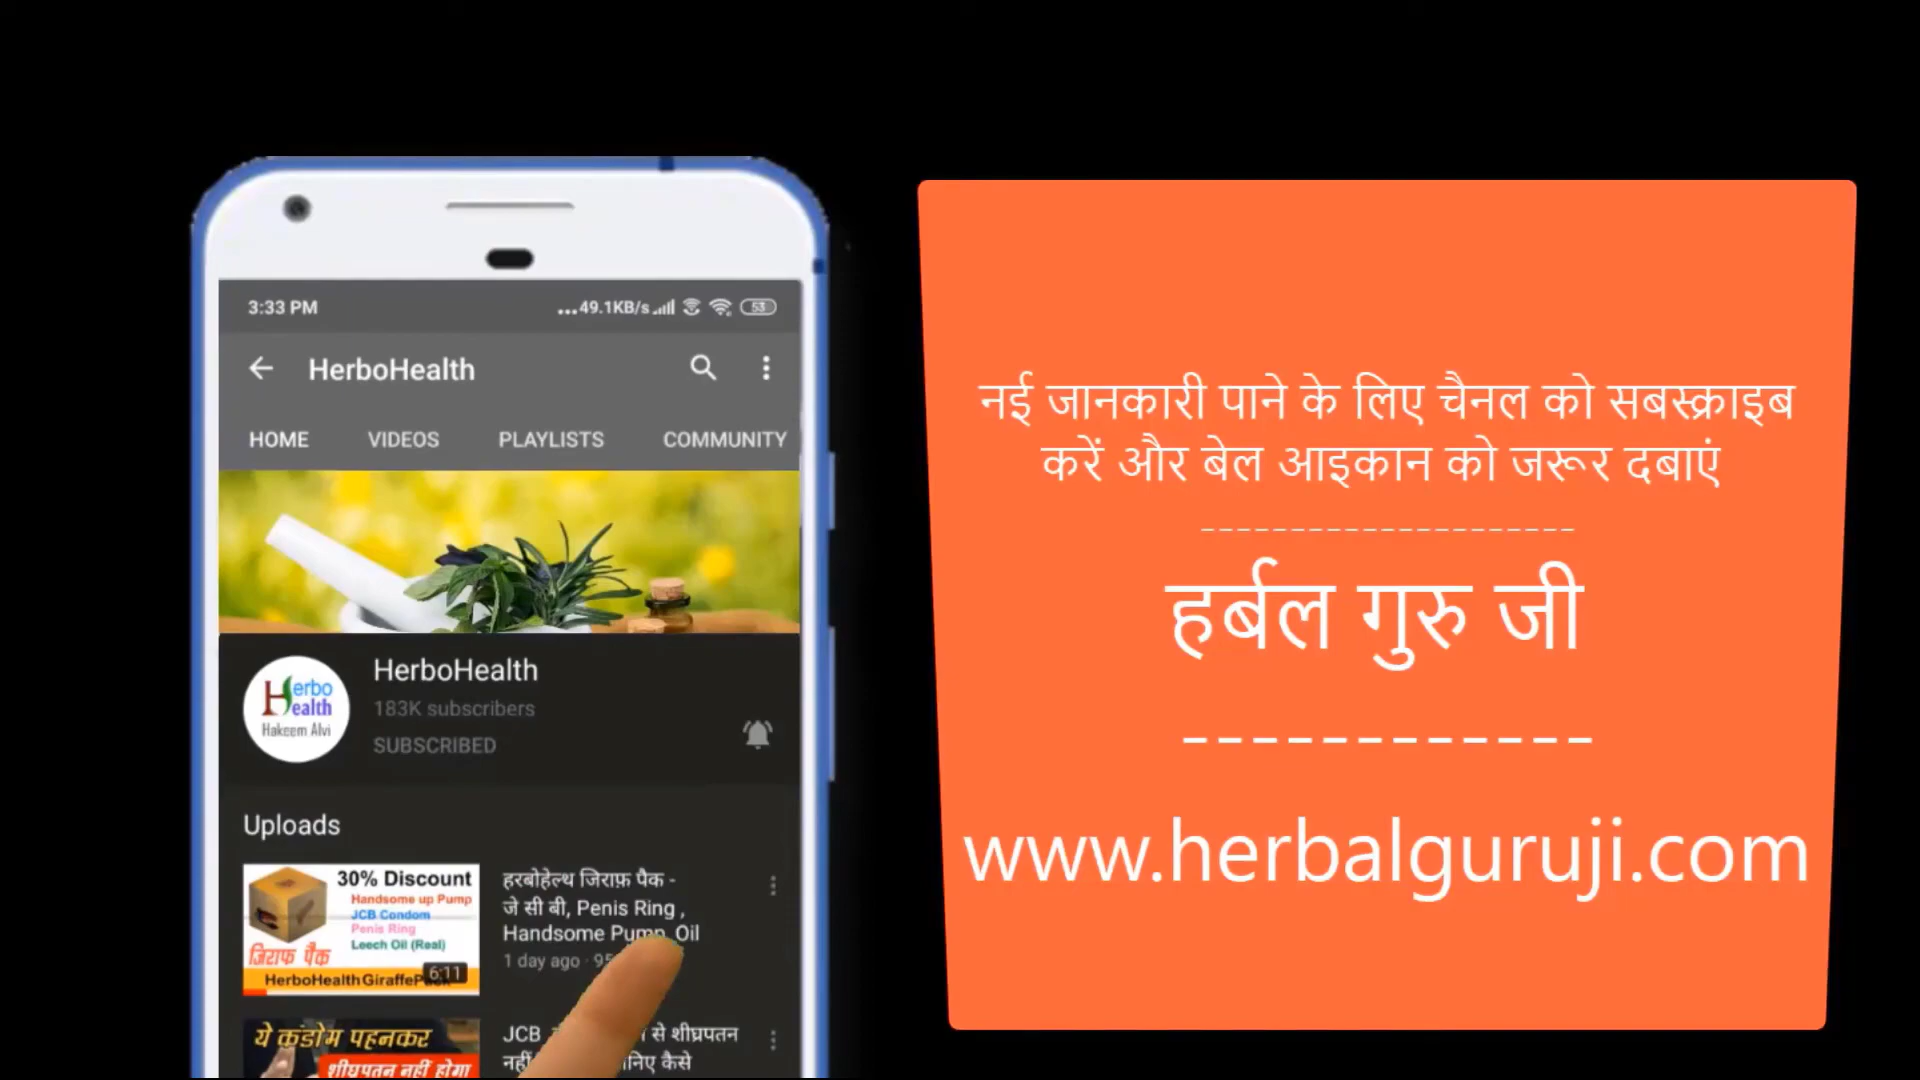 3:33 PM
...49.1KB/s
53
HerboHealth
HOME VIDEOS PLAYLISTS COMMUNITY
HerboHealth
183K subscribers
SUBSCRIBED
Herbo
Health
Hakeem Alvi
Uploads
30% Discount
Handsome up Pump
JCB Condom
Penis Ring
Leech Oil (Real)
जिराफ पैक
6:11
HerboHealth
हरबोहेल्थ जिराफ़ पैक -
जे सी बी, Penis Ring ,
Handsome Pump, Oil
1 day ago
ये कंडोम पहनकर
शीघ्रपतन नहीं होगा
JCB से शीघ्रपतन
कैसे
नई जानकारी पाने के लिए चैनल को सबस्क्राइब
करें और बेल आइकान को जरूर दबाएं
---------------------
हर्बल गुरु जी
------------
www.herbalguruji.com